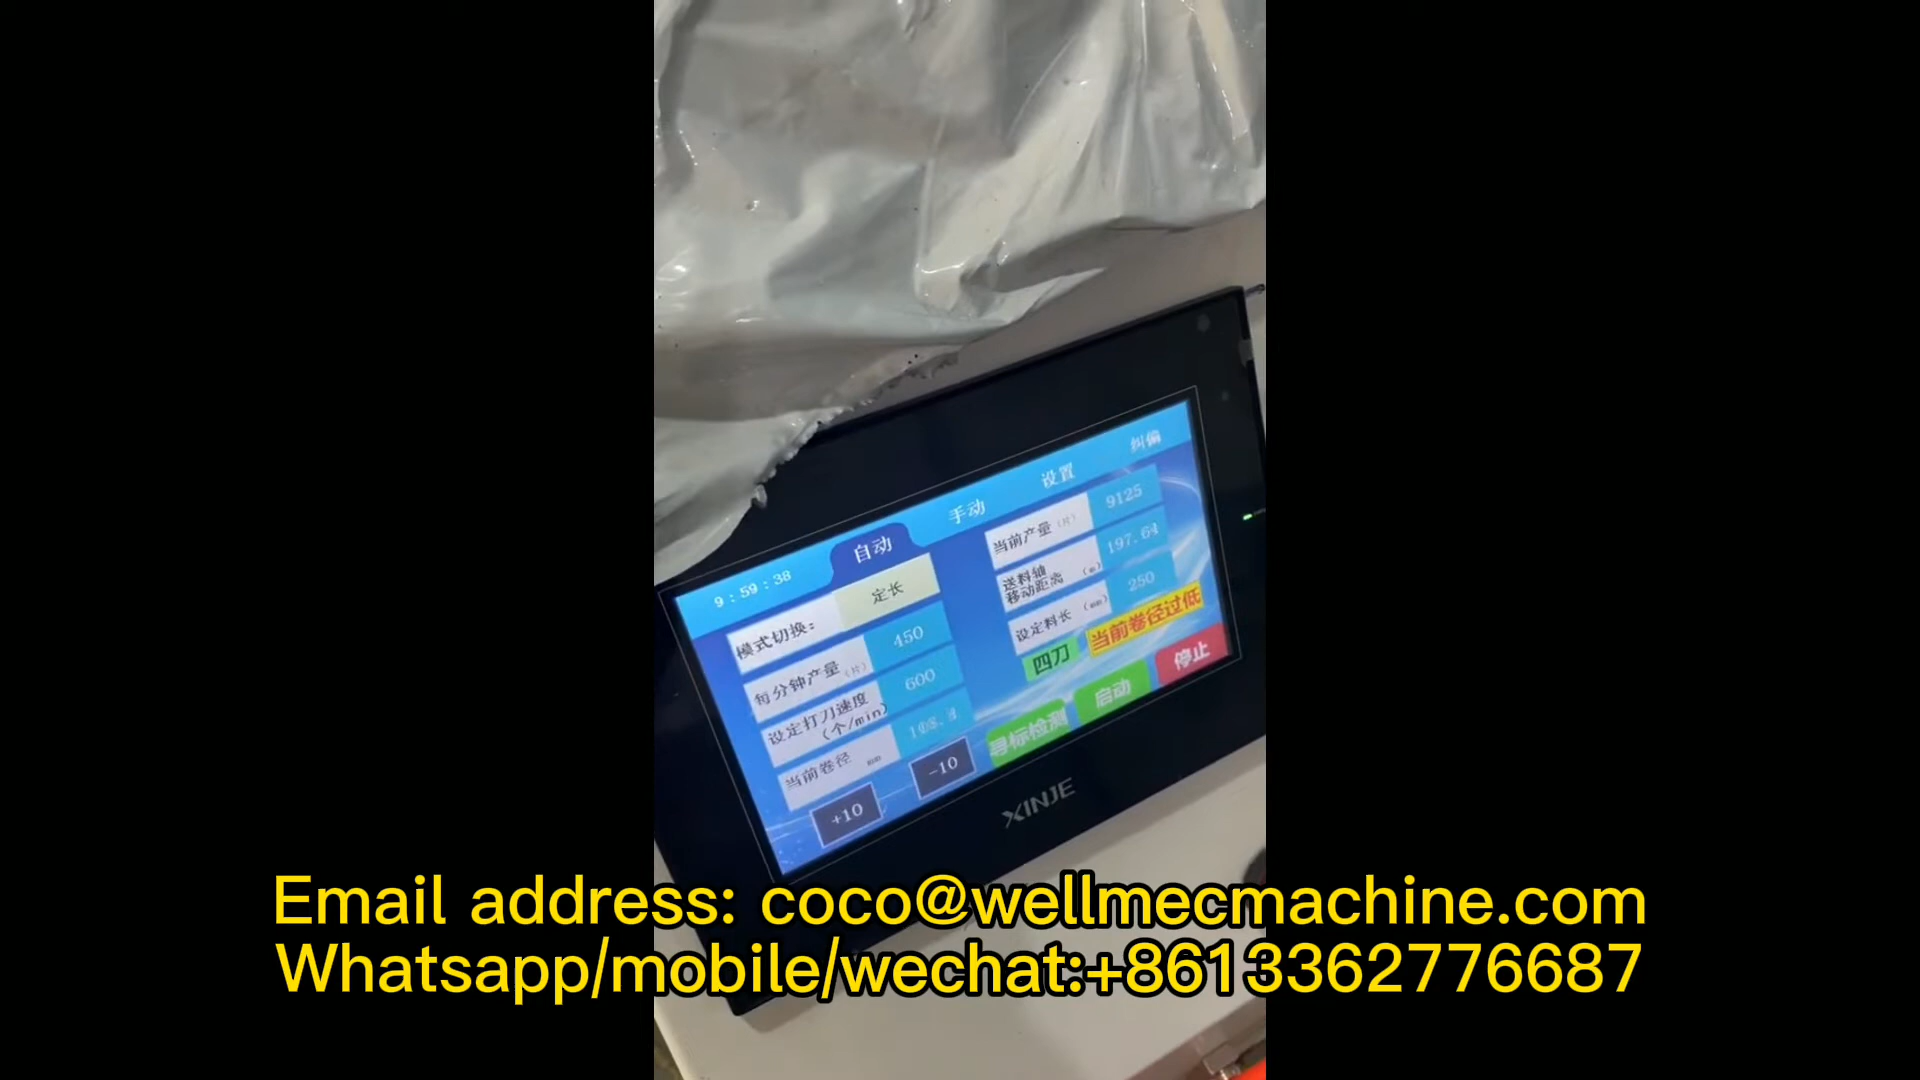 9:59:38
自动
手动
设置
纠偏
模式切换:
定长
每分钟产量(片)
450
设定打刀速度
(个/min)
600
当前卷径 mm
当前产量(片)
9125
送料轴
移动距离 (m)
197.64
设定料长 (mm)
250
四刀
当前卷径过低
寻标检测
启动
停止
+10
-10
XINJE
Email address: coco@wellmecmachine.com
Whatsapp/mobile/wechat:+8613362776687